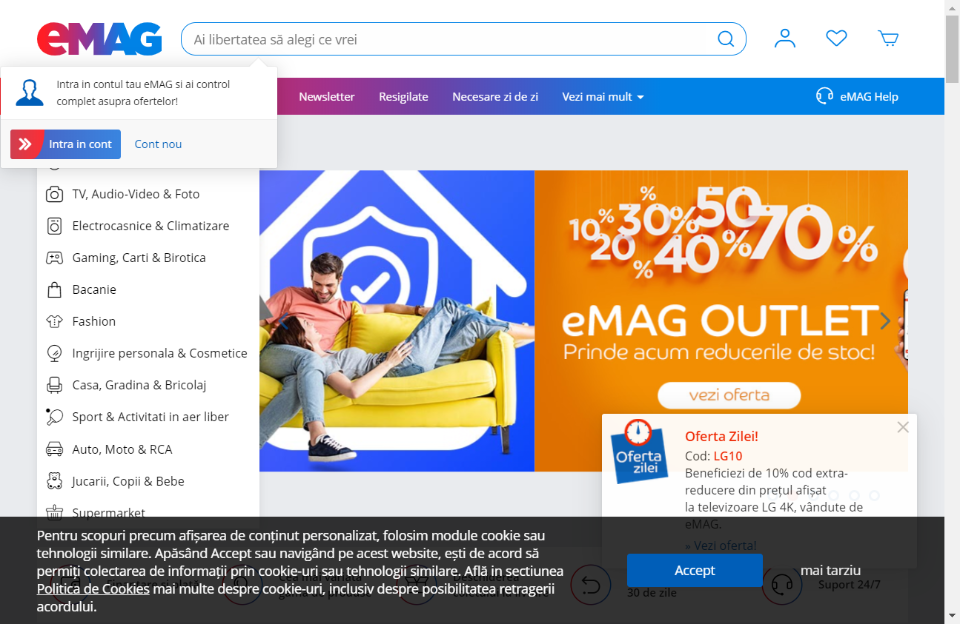 eMAG
Ai libertatea să alegi ce vrei
Intra in contul tau eMAG si ai control
complet asupra ofertelor!
Intra in cont
Cont nou
Newsletter
Resigilate
Necesare zi de zi
Vezi mai mult
eMAG Help
TV, Audio-Video & Foto
Electrocasnice & Climatizare
Gaming, Carti & Birotica
Bacanie
Fashion
Ingrijire personala & Cosmetice
Casa, Gradina & Bricolaj
Sport & Activitati in aer liber
Auto, Moto & RCA
Jucarii, Copii & Bebe
Supermarket
10% 20% 30% 40% 50% 70%
eMAG OUTLET
Prinde acum reducerile de stoc!
vezi oferta
Oferta
zilei
Oferta Zilei!
Cod: LG10
Beneficiezi de 10% cod extra-
reducere din prețul afișat
la televizoare LG 4K, vândute de
eMAG.
» Vezi oferta!
Pentru scopuri precum afișarea de conținut personalizat, folosim module cookie sau
tehnologii similare. Apăsând Accept sau navigând pe acest website, ești de acord să
permiți colectarea de informații prin cookie-uri sau tehnologii similare. Află in sectiunea
Politica de Cookies mai multe despre cookie-uri, inclusiv despre posibilitatea retragerii
acordului.
Accept
mai tarziu
30 de zile
Suport 24/7